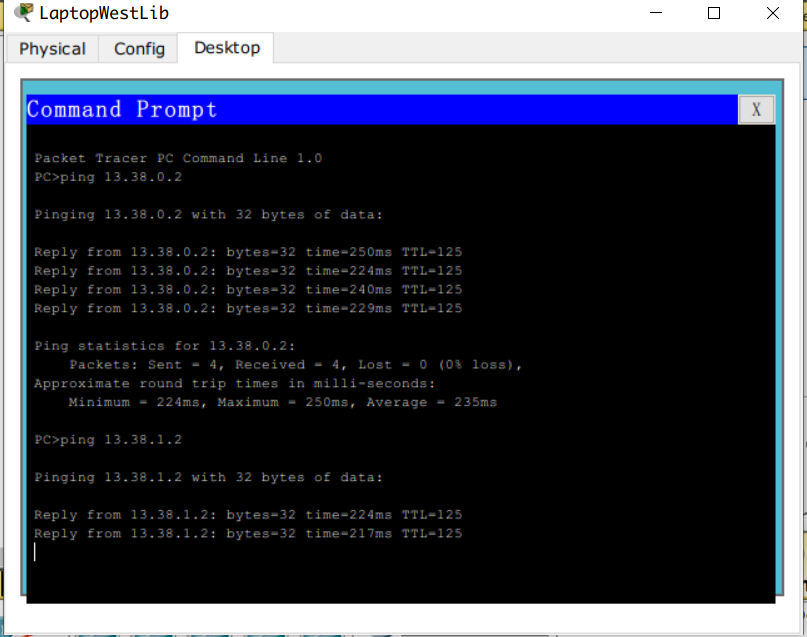 LaptopWestLib
Physical Config Desktop
Command Prompt X
Packet Tracer PC Command Line 1.0
PC>ping 13.38.0.2
Pinging 13.38.0.2 with 32 bytes of data:
Reply from 13.38.0.2: bytes=32 time=250ms TTL=125
Reply from 13.38.0.2: bytes=32 time=224ms TTL=125
Reply from 13.38.0.2: bytes=32 time=240ms TTL=125
Reply from 13.38.0.2: bytes=32 time=229ms TTL=125
Ping statistics for 13.38.0.2:
    Packets: Sent = 4, Received = 4, Lost = 0 (0% loss),
Approximate round trip times in milli-seconds:
    Minimum = 224ms, Maximum = 250ms, Average = 235ms
PC>ping 13.38.1.2
Pinging 13.38.1.2 with 32 bytes of data:
Reply from 13.38.1.2: bytes=32 time=224ms TTL=125
Reply from 13.38.1.2: bytes=32 time=217ms TTL=125